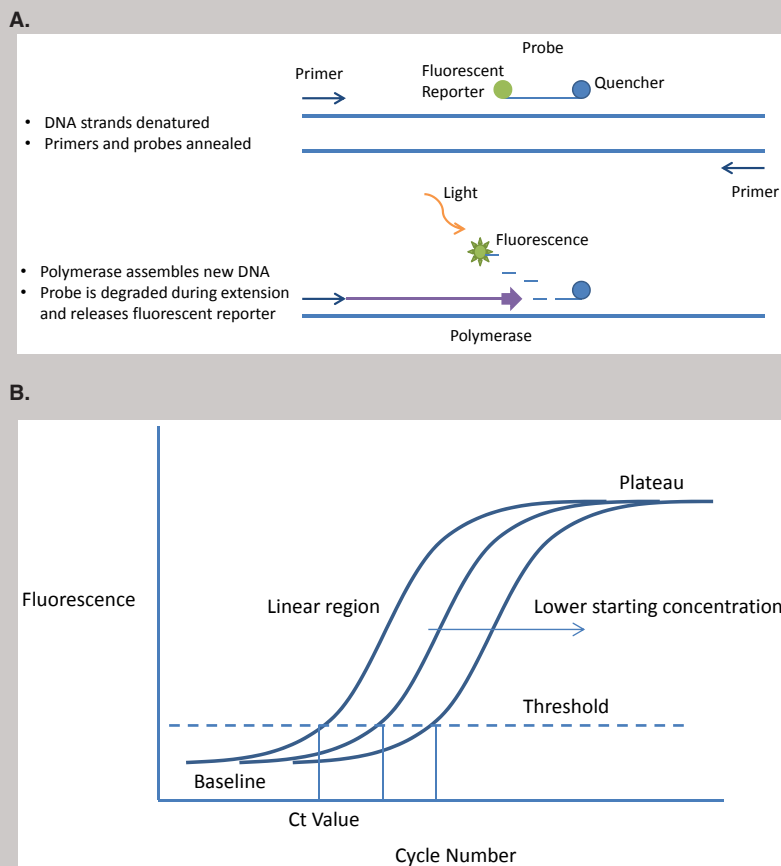 A.
Probe
Primer
Fluorescent
Reporter
Quencher
• DNA strands denatured
• Primers and probes annealed
Primer
Light
Fluorescence
• Polymerase assembles new DNA
• Probe is degraded during extension
and releases fluorescent reporter
Polymerase
B.
Plateau
Fluorescence
Linear region
Lower starting concentration
Threshold
Baseline
Ct Value
Cycle Number